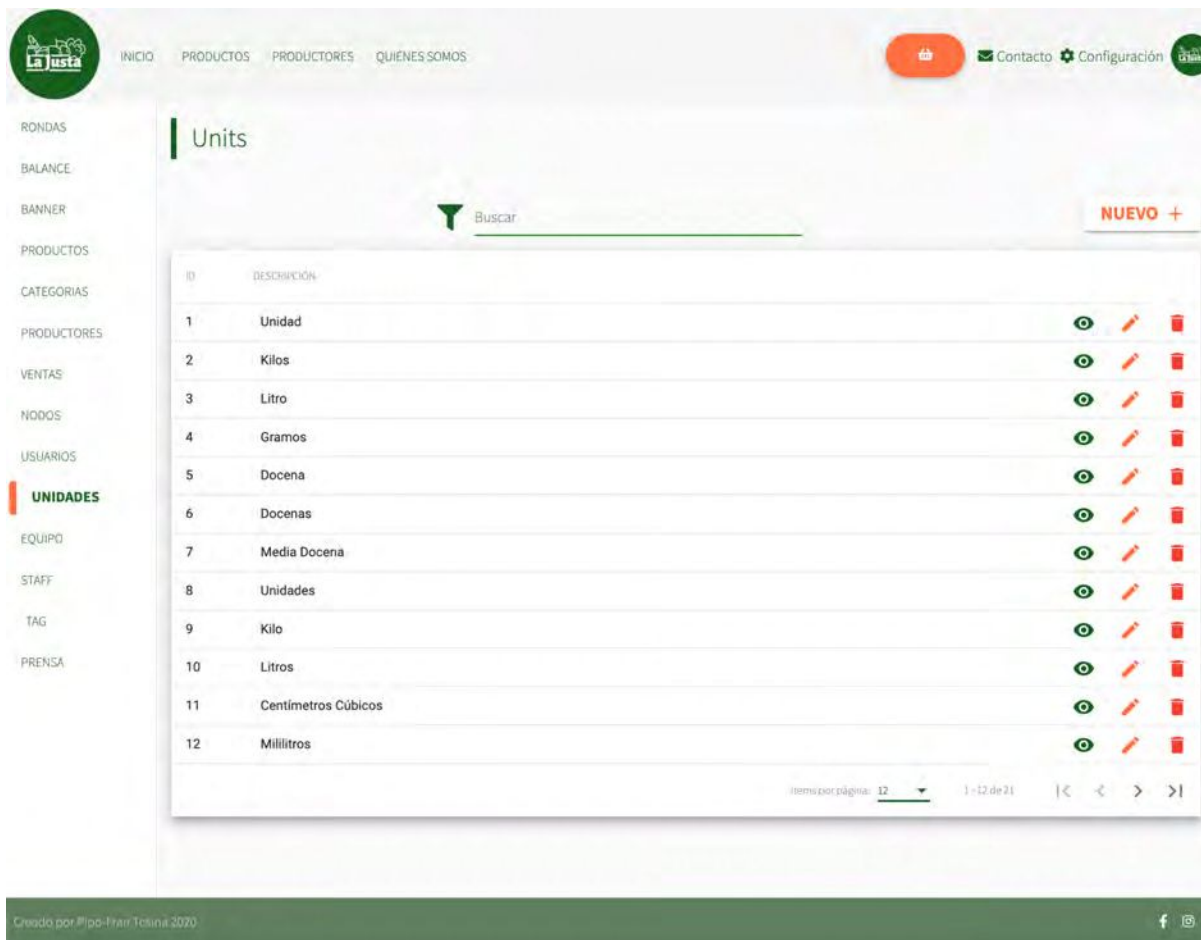 La Justa
INICIO PRODUCTOS PRODUCTORES QUIÉNES SOMOS
Contacto Configuración
RONDAS
BALANCE
BANNER
PRODUCTOS
CATEGORIAS
PRODUCTORES
VENTAS
NODOS
USUARIOS
UNIDADES
EQUIPO
STAFF
TAG
PRENSA
Units
Buscar
NUEVO +
ID DESCRIPCIÓN
1 Unidad
2 Kilos
3 Litro
4 Gramos
5 Docena
6 Docenas
7 Media Docena
8 Unidades
9 Kilo
10 Litros
11 Centímetros Cúbicos
12 Mililitros
Items por página: 12 1 - 12 de 21
Creado por Pipo-Fran 2020